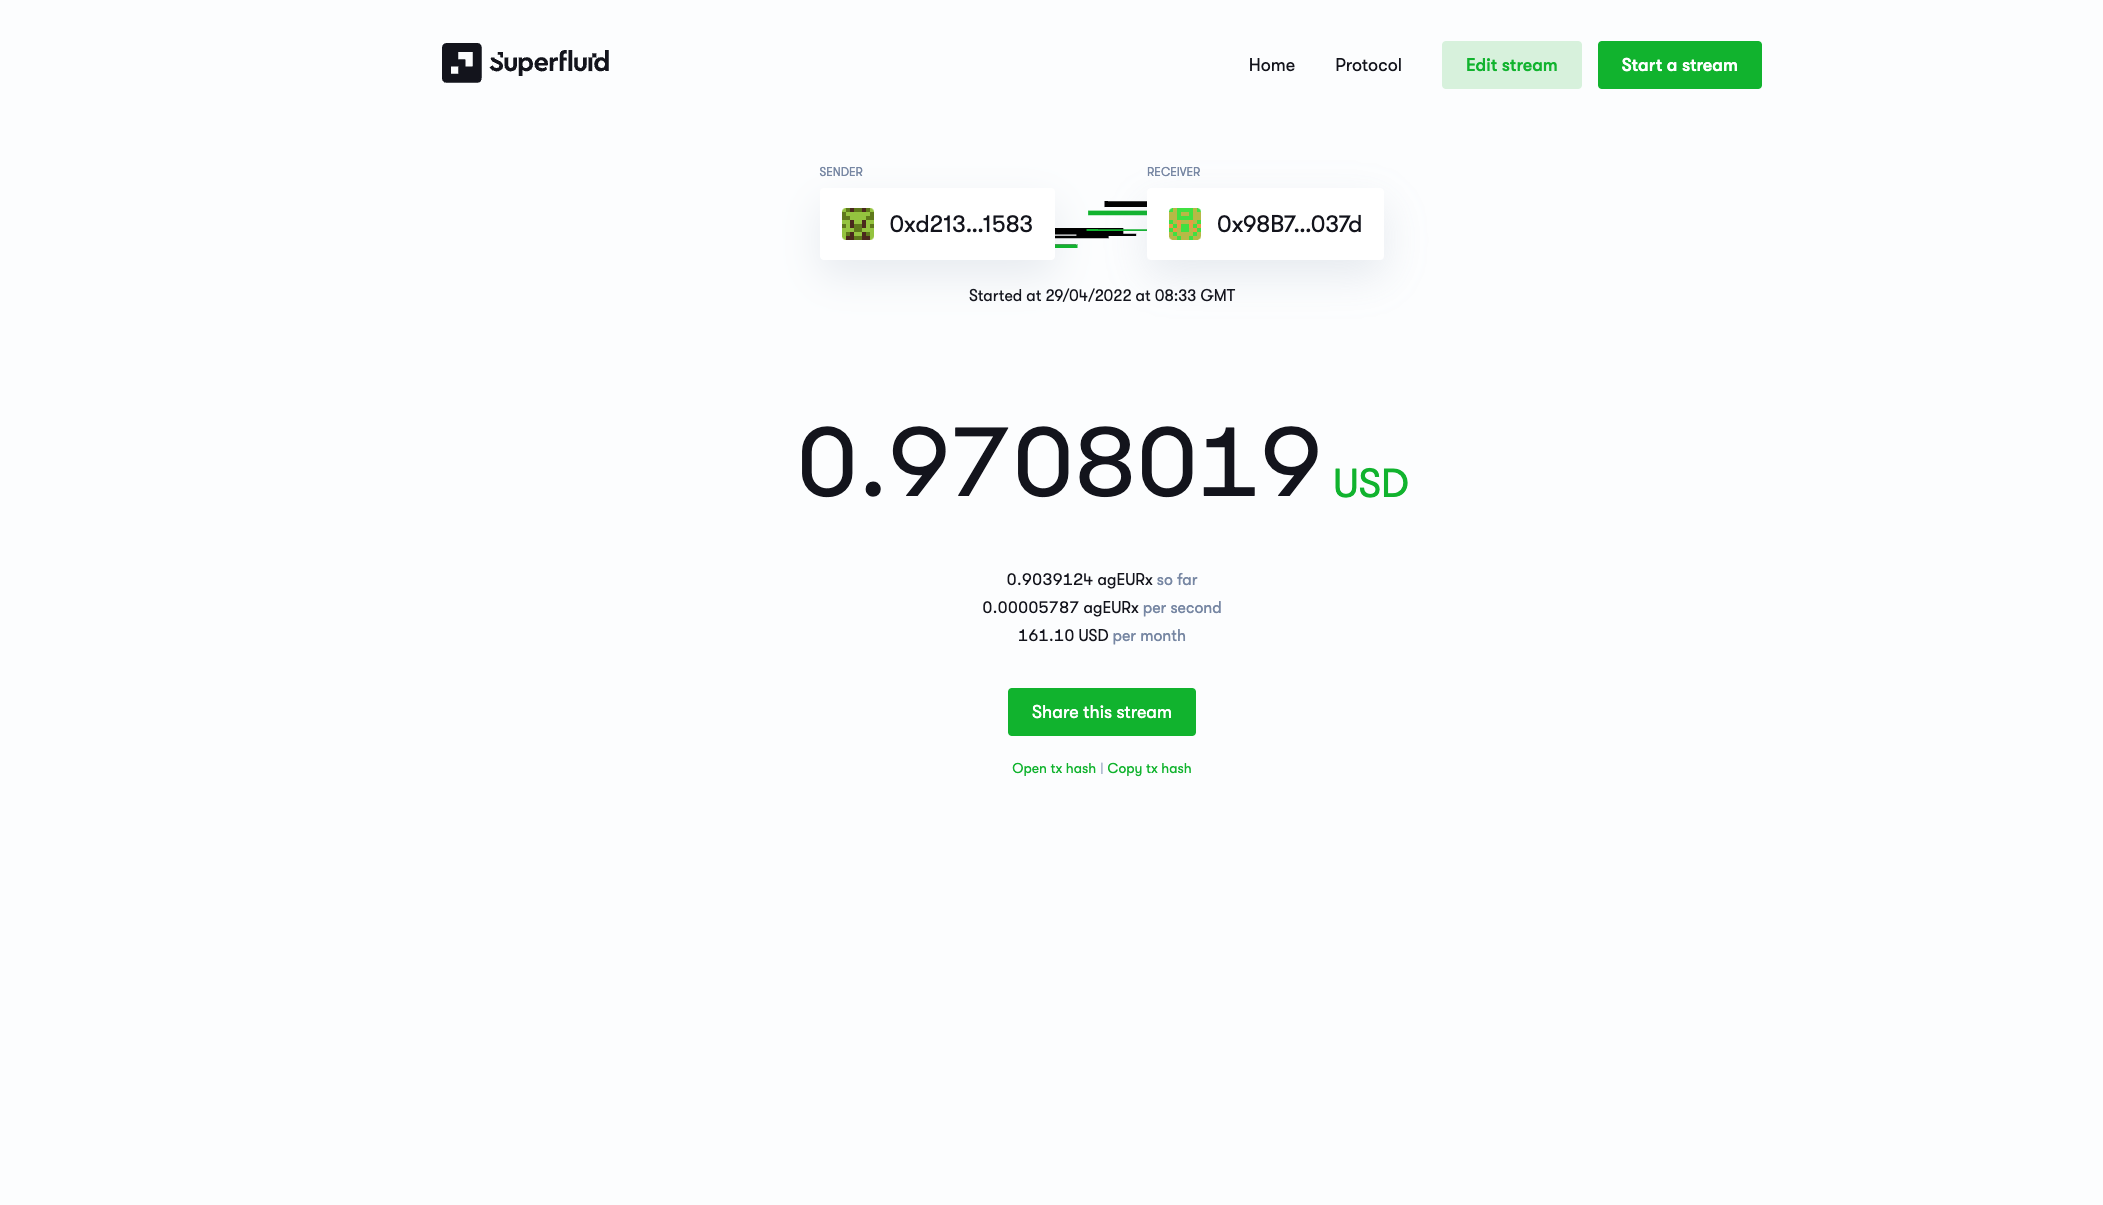 Superfluid
Home Protocol Edit stream Start a stream
SENDER RECEIVER
0xd213...1583 0x98B7...037d
Started at 29/04/2022 at 08:33 GMT
0.9708019 USD
0.9039124 agEURx so far
0.00005787 agEURx per second
161.10 USD per month
Share this stream
Open tx hash | Copy tx hash